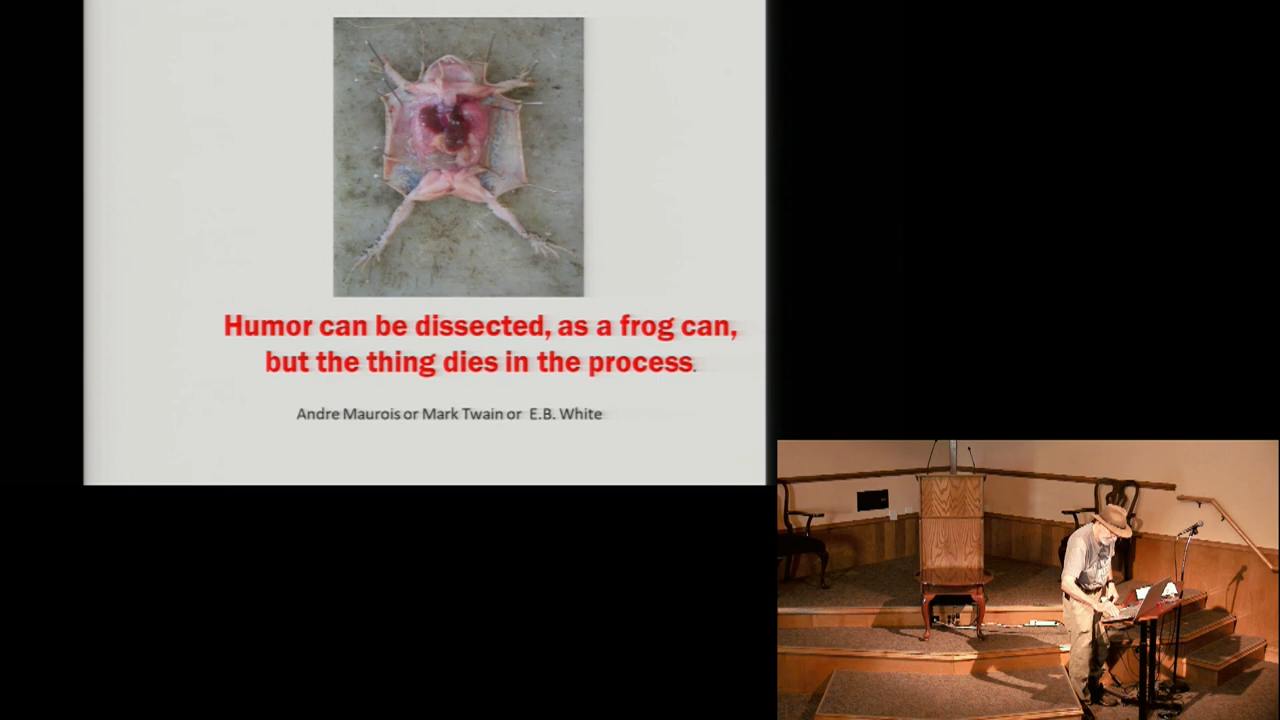 Humor can be dissected, as a frog can,
but the thing dies in the process.
Andre Maurois or Mark Twain or E.B. White